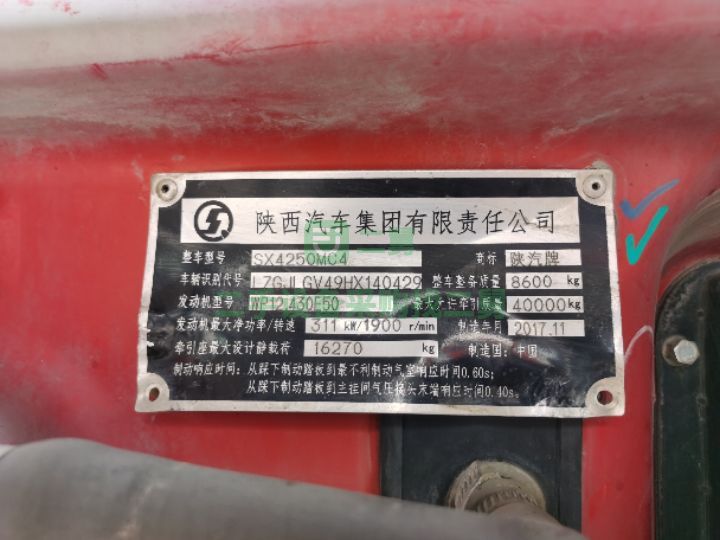 陕西汽车集团有限责任公司
整车型号 SX4250MC4 商标 陕汽牌
车辆识别代号 LZGJLGV49HX140429 整车整备质量 8600 kg
发动机型号 WP12.430E50 最大允许牵引质量 40000 kg
发动机最大净功率/转速 311 kW/1900 r/min 制造年月 2017.11
牵引座最大设计静载荷 16270 kg 制造国:中国
制动响应时间:从踩下制动踏板到最不利制动气室响应时间0.60s;
从踩下制动踏板到主挂间气压接头末端响应时间0.40s。